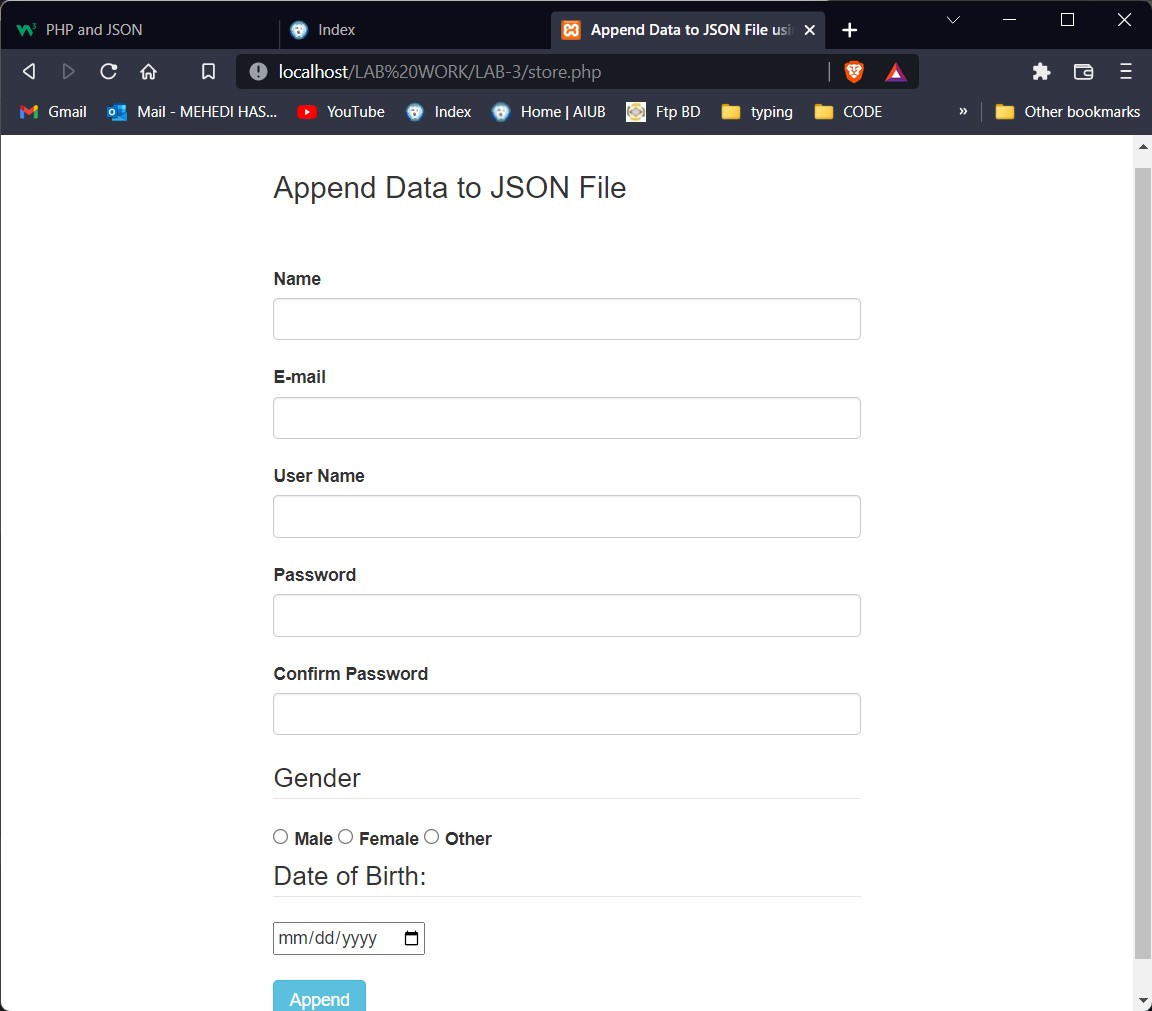 PHP and JSON Index Append Data to JSON File usi
localhost/LAB%20WORK/LAB-3/store.php
Gmail Mail - MEHEDI HAS... YouTube Index Home | AIUB Ftp BD typing CODE » Other bookmarks
Append Data to JSON File
Name
E-mail
User Name
Password
Confirm Password
Gender
Male Female Other
Date of Birth:
mm/dd/yyyy
Append